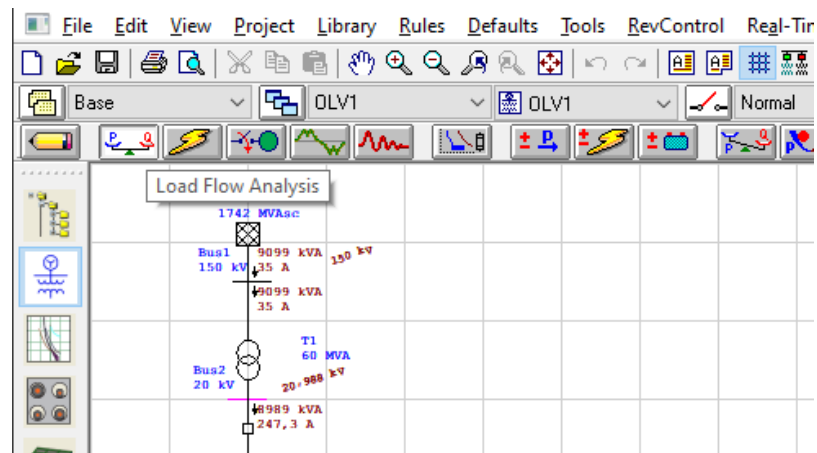 File Edit View Project Library Rules Defaults Tools RevControl Real-Tin
Base OLV1 OLV1 Normal
P Q P P Q P
Load Flow Analysis
1742 MVAsc
Bus1 9099 kVA 150 kV
150 kV 35 A
9099 kVA
35 A
T1
60 MVA
Bus2
20 kV 20,988 kV
8989 kVA
247,3 A